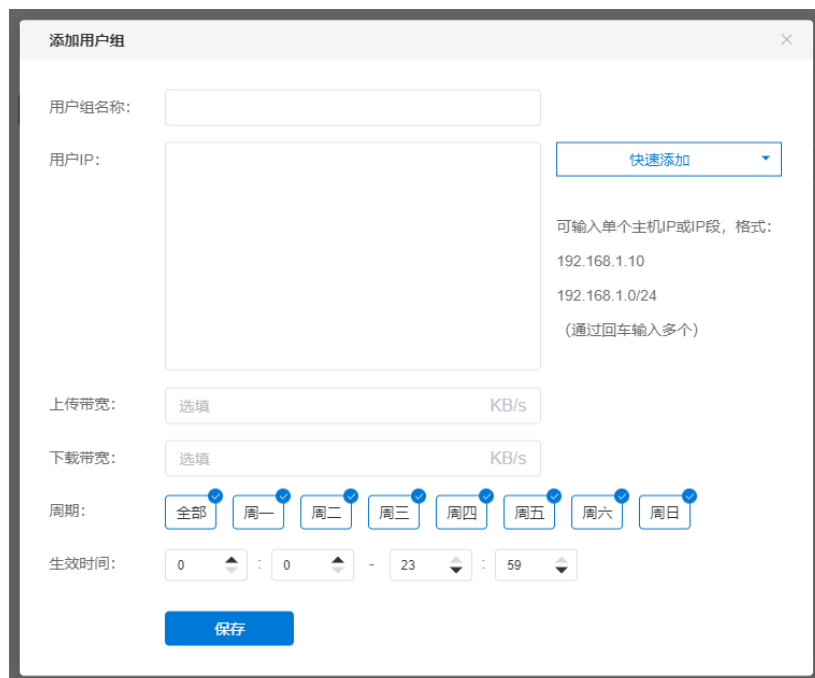 添加用户组
用户组名称：
用户IP：
快速添加
可输入单个主机IP或IP段，格式：
192.168.1.10
192.168.1.0/24
（通过回车输入多个）
上传带宽：
选填 KB/s
下载带宽：
选填 KB/s
周期：
全部 周一 周二 周三 周四 周五 周六 周日
生效时间：
0 : 0 - 23 : 59
保存